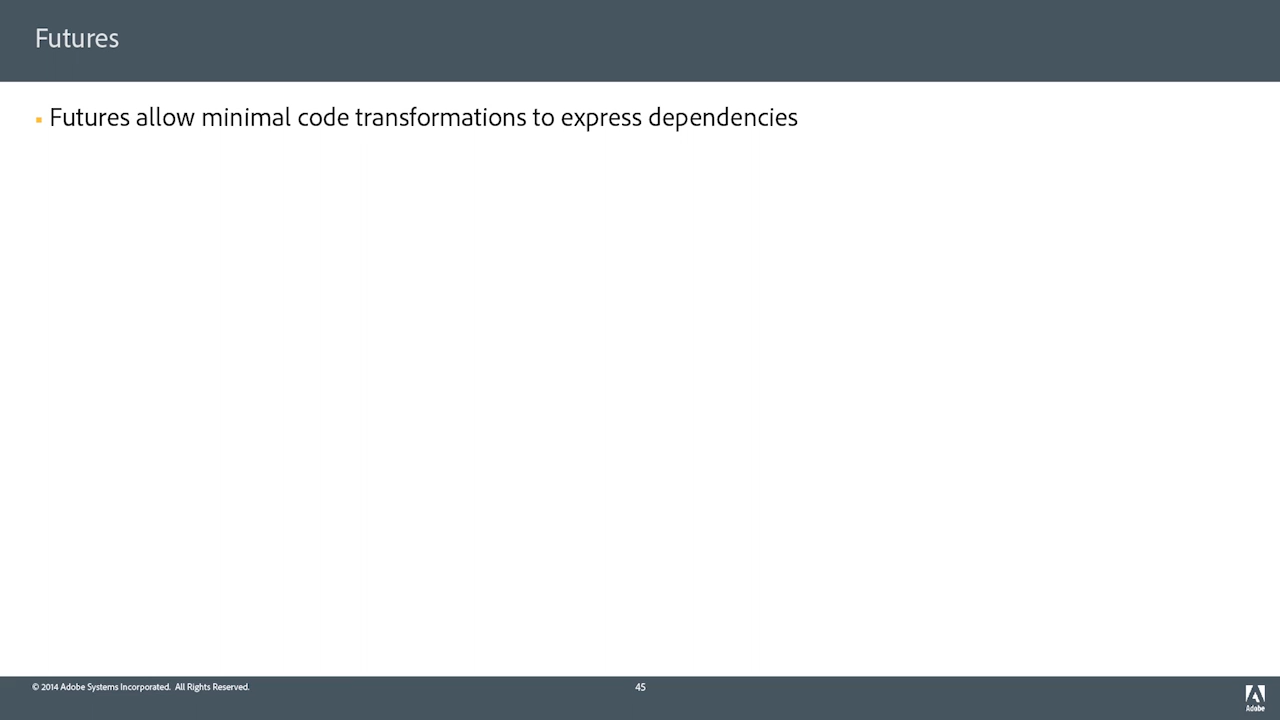 Futures
Futures allow minimal code transformations to express dependencies
© 2014 Adobe Systems Incorporated. All Rights Reserved.
45
Adobe